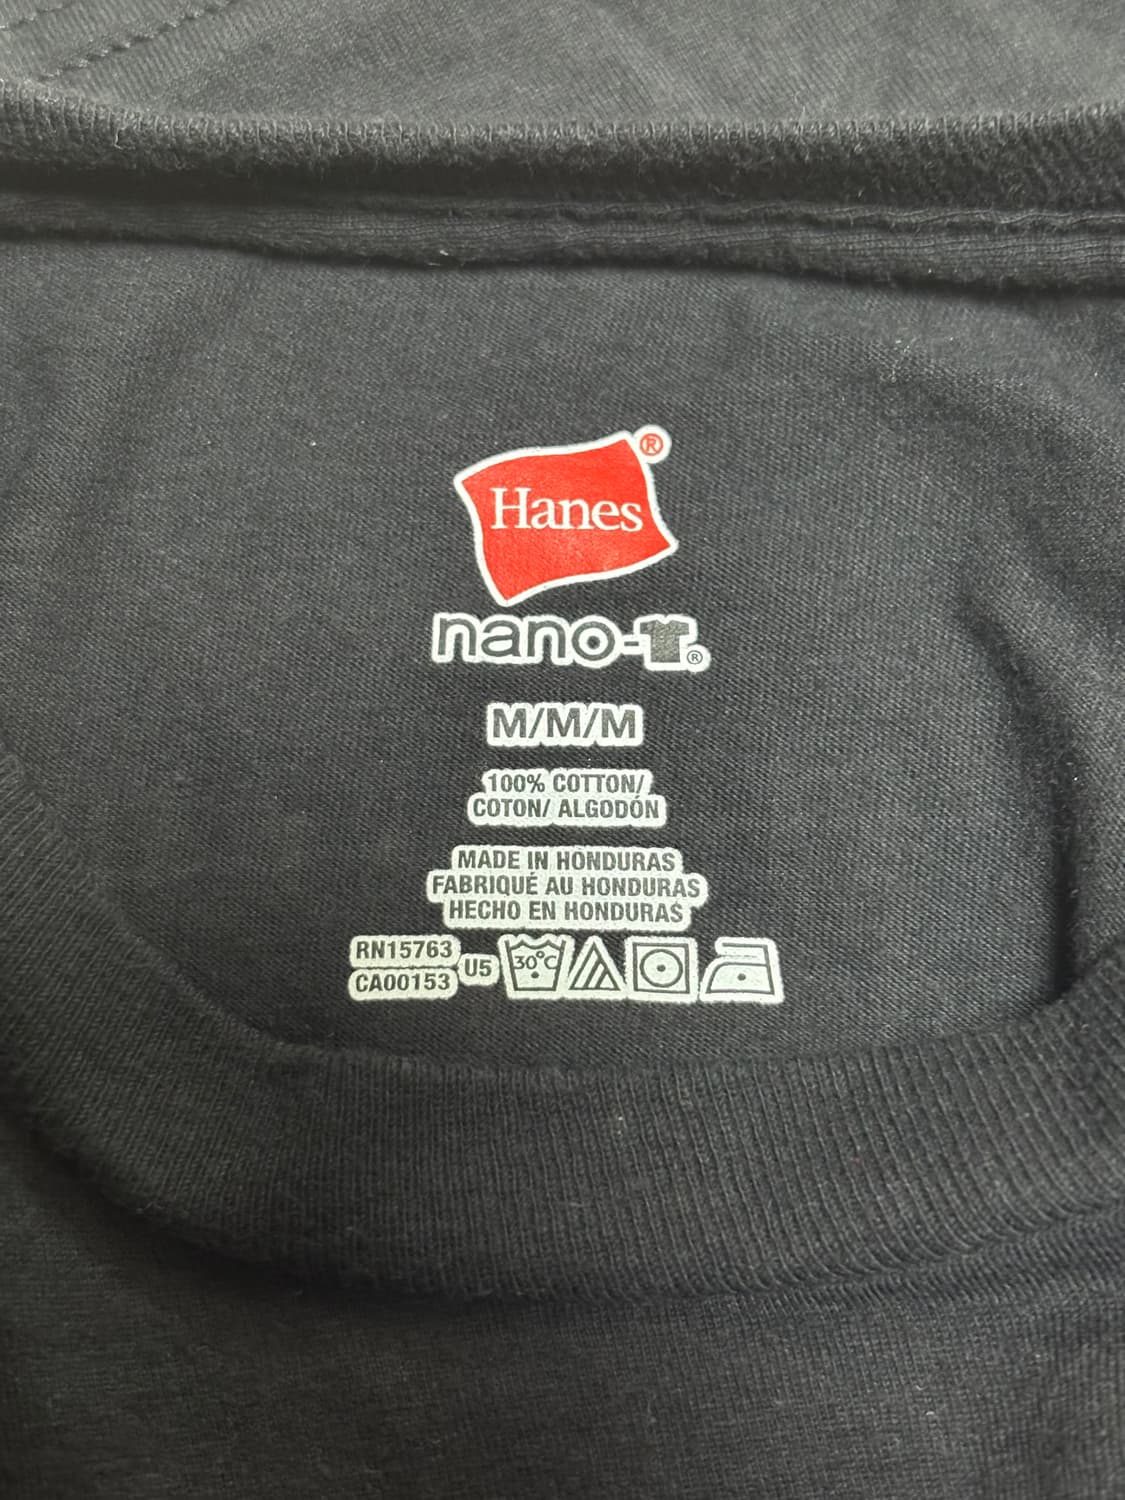 Hanes®
nano-T®
M/M/M
100% COTTON/
COTON/ ALGODÓN
MADE IN HONDURAS
FABRIQUÉ AU HONDURAS
HECHO EN HONDURAS
RN15763
CA00153
U5
30°C